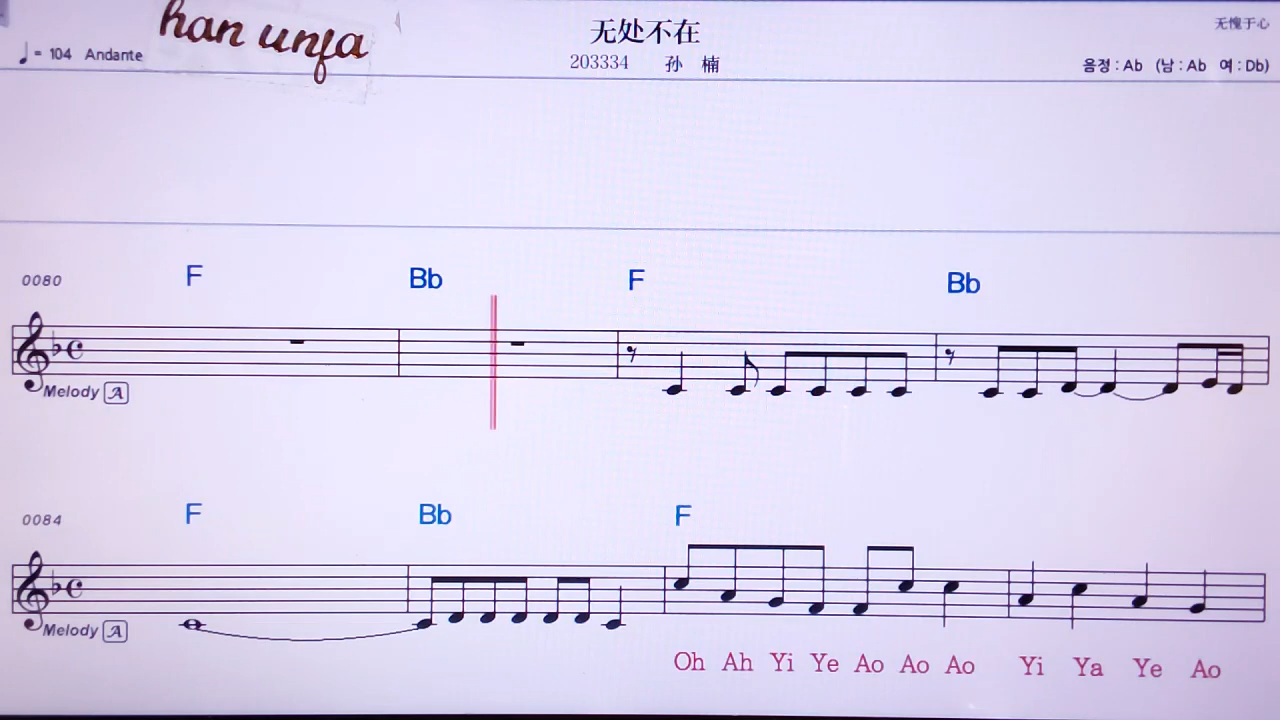 han unfa
无处不在
无愧于心
♩= 104 Andante
203334 孙 楠
음정 : Ab (남 : Ab 여 : Db)
0080 F Bb F Bb
Melody A
0084 F Bb F
Melody A
Oh Ah Yi Ye Ao Ao Ao Yi Ya Ye Ao